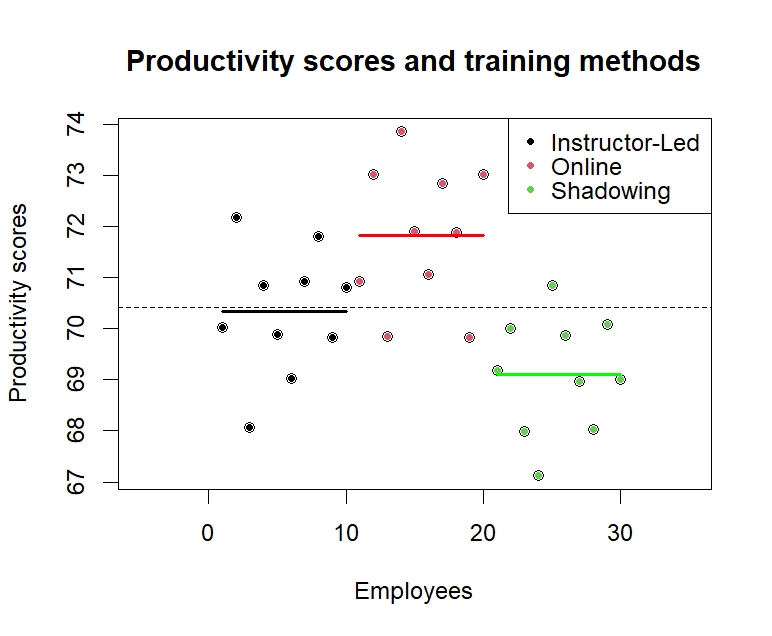 Productivity scores and training methods
Instructor-Led
Online
Shadowing
Productivity scores
74
73
72
71
70
69
68
67
0 10 20 30
Employees